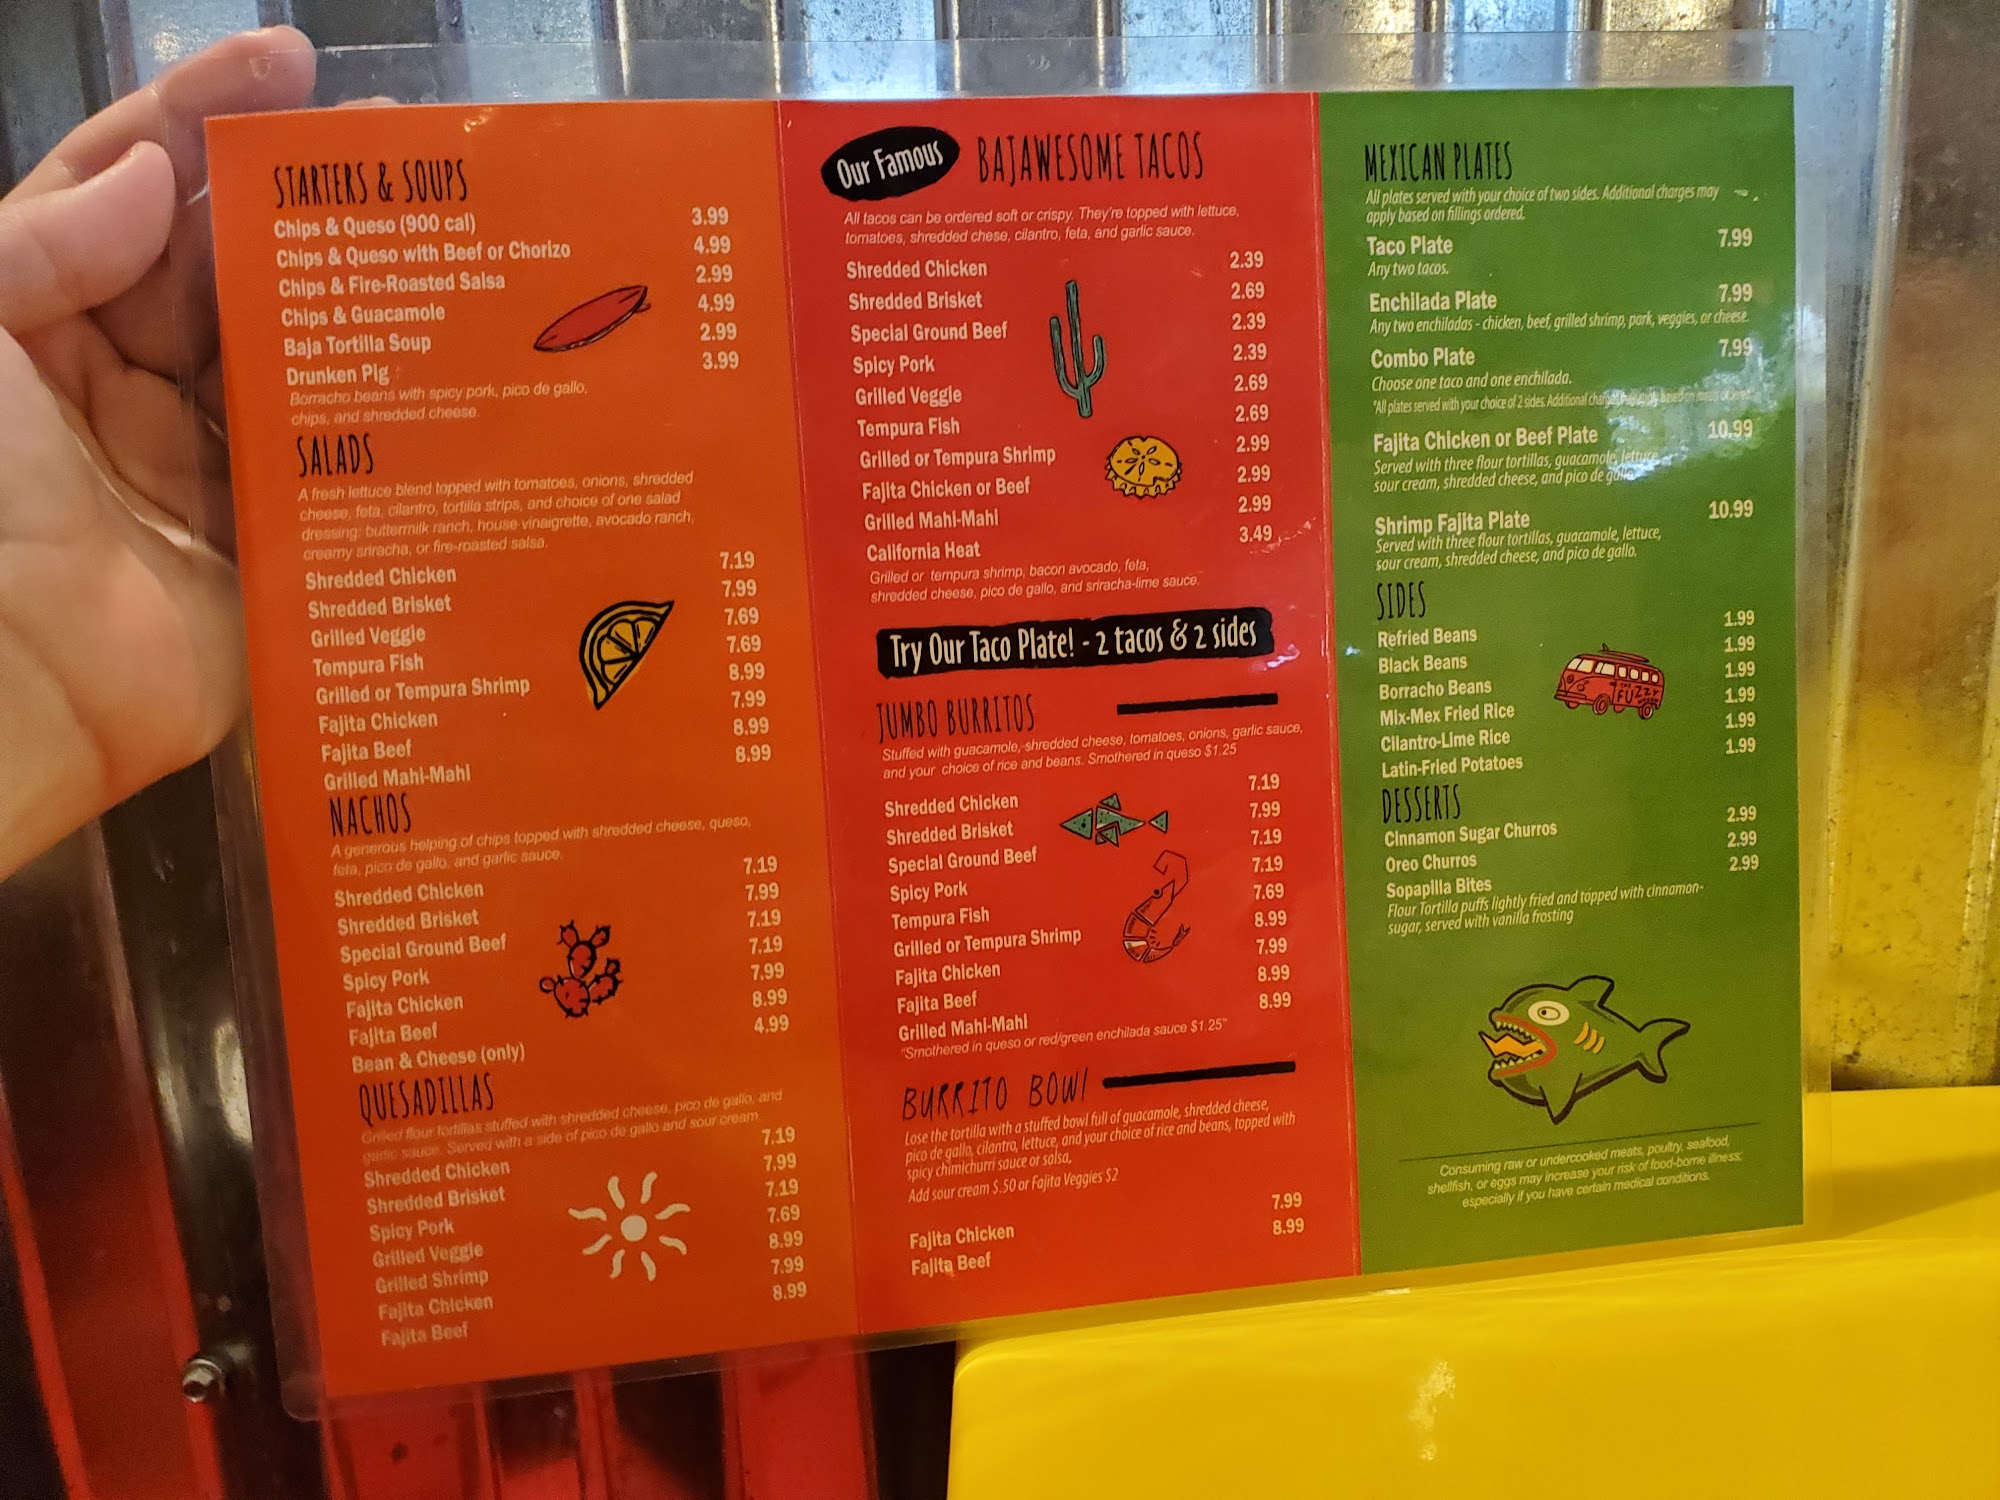 STARTERS & SOUPS
Chips & Queso (900 cal) 3.99
Chips & Queso with Beef or Chorizo 4.99
Chips & Fire-Roasted Salsa 2.99
Chips & Guacamole 4.99
Baja Tortilla Soup 2.99
Drunken Pig 3.99
Borracho beans with spicy pork, pico de gallo,
chips, and shredded cheese.
SALADS
A fresh lettuce blend topped with tomatoes, onions, shredded
cheese, feta, cilantro, tortilla strips, and choice of one salad
dressing: buttermilk ranch, house vinaigrette, avocado ranch,
creamy sriracha, or fire-roasted salsa.
Shredded Chicken 7.19
Shredded Brisket 7.99
Grilled Veggie 7.69
Tempura Fish 7.69
Grilled or Tempura Shrimp 8.99
Fajita Chicken 7.99
Fajita Beef 8.99
Grilled Mahi-Mahi 8.99
NACHOS
A generous helping of chips topped with shredded cheese, queso,
feta, pico de gallo, and garlic sauce.
Shredded Chicken 7.19
Shredded Brisket 7.99
Special Ground Beef 7.19
Spicy Pork 7.19
Fajita Chicken 7.99
Fajita Beef 8.99
Bean & Cheese (only) 4.99
QUESADILLAS
Grilled flour tortillas stuffed with shredded cheese, pico de gallo, and
garlic sauce. Served with a side of pico de gallo and sour cream.
Shredded Chicken 7.19
Shredded Brisket 7.99
Spicy Pork 7.19
Grilled Veggie 7.69
Grilled Shrimp 8.99
Fajita Chicken 7.99
Fajita Beef 8.99
Our Famous BAJAWESOME TACOS
All tacos can be ordered soft or crispy. They're topped with lettuce,
tomatoes, shredded chese, cilantro, feta, and garlic sauce.
Shredded Chicken 2.39
Shredded Brisket 2.69
Special Ground Beef 2.39
Spicy Pork 2.39
Grilled Veggie 2.69
Tempura Fish 2.69
Grilled or Tempura Shrimp 2.99
Fajita Chicken or Beef 2.99
Grilled Mahi-Mahi 2.99
California Heat 3.49
Grilled or tempura shrimp, bacon avocado, feta,
shredded cheese, pico de gallo, and sriracha-lime sauce.
Try Our Taco Plate! - 2 tacos & 2 sides
JUMBO BURRITOS
Stuffed with guacamole, shredded cheese, tomatoes, onions, garlic sauce,
and your choice of rice and beans. Smothered in queso $1.25
Shredded Chicken 7.19
Shredded Brisket 7.99
Special Ground Beef 7.19
Spicy Pork 7.19
Tempura Fish 7.69
Grilled or Tempura Shrimp 8.99
Fajita Chicken 7.99
Fajita Beef 8.99
Grilled Mahi-Mahi 8.99
"Smothered in queso or red/green enchilada sauce $1.25"
BURRITO BOWl
Lose the tortilla with a stuffed bowl full of guacamole, shredded cheese,
pico de gallo, cilantro, lettuce, and your choice of rice and beans, topped with
spicy chimichurri sauce or salsa,
Add sour cream $.50 or Fajita Veggies $2
Fajita Chicken 7.99
Fajita Beef 8.99
MEXICAN PLATES
All plates served with your choice of two sides. Additional charges may
apply based on fillings ordered.
Taco Plate 7.99
Any two tacos.
Enchilada Plate 7.99
Any two enchiladas - chicken, beef, grilled shrimp, pork, veggies, or cheese.
Combo Plate 7.99
Choose one taco and one enchilada.
*All plates served with your choice of 2 sides. Additional charges may apply based on
Fajita Chicken or Beef Plate 10.99
Served with three flour tortillas, guacamole, lettuce,
sour cream, shredded cheese, and pico de gallo.
Shrimp Fajita Plate 10.99
Served with three flour tortillas, guacamole, lettuce,
sour cream, shredded cheese, and pico de gallo.
SIDES
Refried Beans 1.99
Black Beans 1.99
Borracho Beans 1.99
Mix-Mex Fried Rice 1.99
Cilantro-Lime Rice 1.99
Latin-Fried Potatoes 1.99
THE
FUZZY
DESSERTS
Cinnamon Sugar Churros 2.99
Oreo Churros 2.99
Sopapilla Bites 2.99
Flour Tortilla puffs lightly fried and topped with cinnamon-
sugar, served with vanilla frosting
Consuming raw or undercooked meats, poultry, seafood,
shellfish, or eggs may increase your risk of food-borne illness;
especially if you have certain medical conditions.